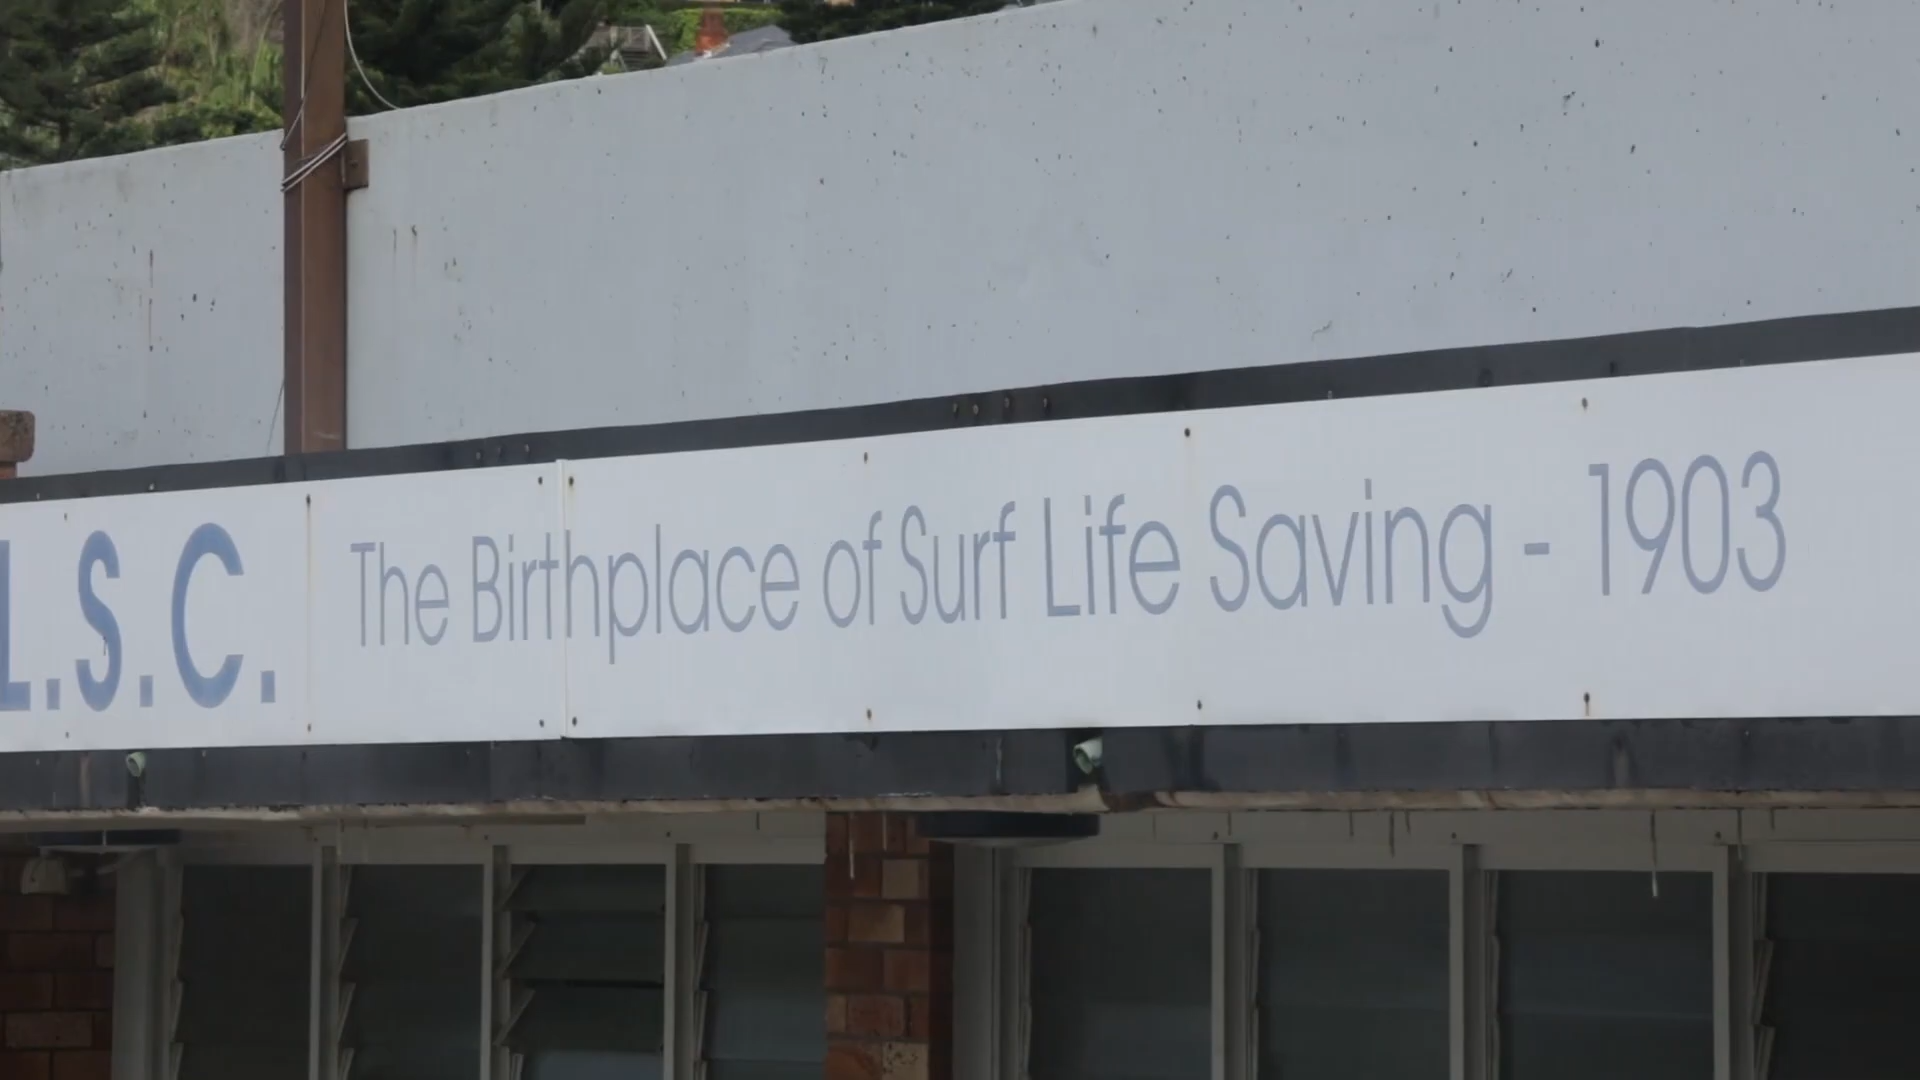 L.S.C. The Birthplace of Surf Life Saving - 1903